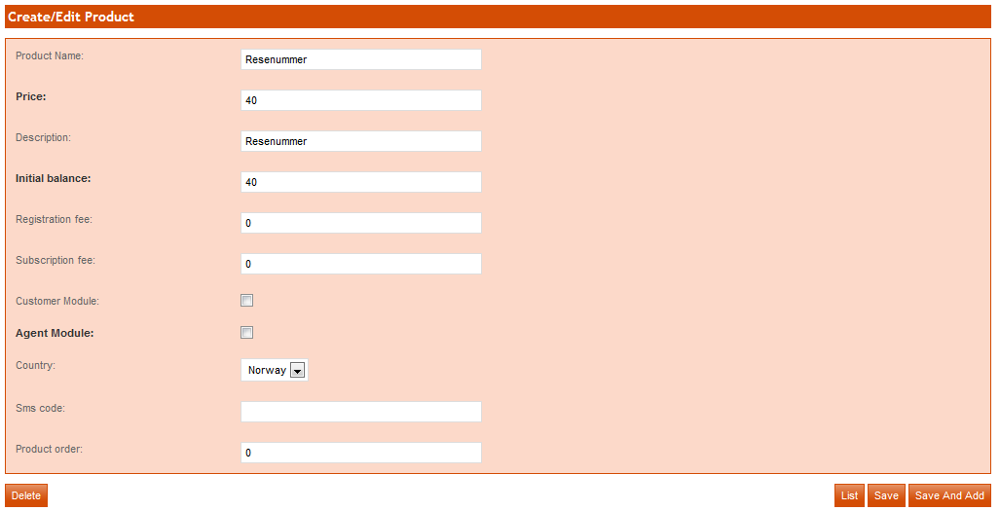 Create/Edit Product
Product Name: Resenummer
Price: 40
Description: Resenummer
Initial balance: 40
Registration fee: 0
Subscription fee: 0
Customer Module:
Agent Module:
Country: Norway
Sms code:
Product order: 0
Delete List Save Save And Add